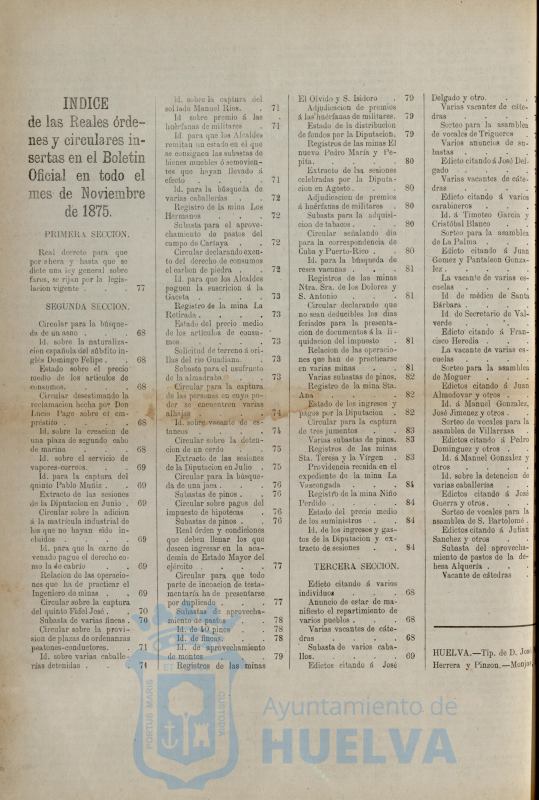 INDICE
de las Reales órde-
nes y circulares in-
sertas en el Boletin
Oficial en todo el
mes de Noviembre
de 1875.
PRIMERA SECCION.
Real decreto para que
por ahora y hasta que se
dicte una ley general sobre
faros, se rijan por la legis-
lacion vigente . . 77
SEGUNDA SECCION.
Circular para la búsque-
da de un asno . . 68
Id. sobre la naturaliza-
cion española del súbdito in-
glés Domingo Felipe . 68
Estado sobre el precio
medio de los artículos de
consumos. . . 68
Circular desestimando la
reclamacion hecha por Don
Lucio Pago sobre el em-
préstito . . . 68
Id. sobre la creacion de
una plaza de segundo cabo
de marina . . 68
Id. sobre el servicio de
vapores-correos. . . 69
Id. para la captura del
quinto Pablo Muñiz . . 69
Extracto de las sesiones
de la Diputacion en Junio . 69
Circular sobre la adicion
á la matrícula industrial de
los que no hayan sido in-
cluidos . . . 69
Id. para que la carne de
venado pague el derecho co-
mo la de cabrio . . 69
Relacion de las operacio-
nes que ha de practicar el
Ingeniero de minas . . 69
Circular sobre la captura
del quinto Fidel José . . 70
Subasta de varias fincas . 70
Circular sobre la provi-
sion de plazas de ordenanzas
peatones-conductores. . 71
Id. sobre varias caballe-
rías detenidas . . 71
Id. sobre la captura del
soldado Manuel Rios. . 71
Id sobre premio á las
huérfanas de militares . 71
Id. para que los Alcaldes
remitan un estado en el que
se consignen las subastas de
bienes muebles ó semovien-
tes que hayan llevado á
efecto . . . 71
Id. para la búsqueda de
varias caballerías . . 72
Registro de la mina Los
Hermanos . . 72
Subasta para el aprove-
chamiento de pastos del
campo de Cartaya . . 72
Circular declarando exen-
to del derecho de consumos
el carbon de piedra . . 72
Id. para que los Alcaldes
paguen la suscricion á la
Gaceta . . . 73
Registro de la mina La
Retirada . . . 73
Estado del precio medio
de los artículos de consu-
mos . . . 73
Solicitud de terreno á ori-
llas del rio Guadiana. . 73
Subasta para el usufructo
de la almadraba . . 73
Circular para la captura
de las personas en cuyo po-
der se encuentren varias
alhajas . . . 74
Id. sobre vacante de es-
tancos . . . 74
Circular sobre la deten-
cion de un cerdo . . 75
Extracto de las sesiones
de la Diputacion en Julio . 75
Circular para la búsque-
da de una jaca . . 76
Subastas de pinos . . 76
Circular sobre pagos del
impuesto de hipotecas . 76
Subastas de pinos . . 76
Real órden y condiciones
que deben llenar los que
deseen ingresar en la aca-
demia de Estado Mayor del
ejército . . . 77
Circular para que todo
parte de incoacion de testa-
mentaría ha de presentarse
por duplicado . . 77
Subastas de aprovecha-
miento de pastos . . 78
Id. de 40 pinos . . 78
Id. de fincas. . . 78
Id. de aprovechamiento
de montes . . 79
Registros de las minas
El Olvido y S. Isidoro . 79
Adjudicacion de premios
á las huérfanas de militares. 79
Estado de la distribucion
de fondos por la Diputacion. 79
Registros de las minas El
nuevo Pedro María y Pe-
pita. . . . 80
Extracto de las sesiones
celebradas por la Diputa-
cion en Agosto . . 80
Adjudicacion de premios
á huérfanas de militares . 80
Subasta para la adquisi-
cion de tabacos . . 80
Circular señalando dia
para la correspondencia de
Cuba y Puerto-Rico . . 80
Id. para la búsqueda de
reses vacunas . . 81
Registros de las minas
Ntra. Sra. de los Dolores y
S. Antonio . . 81
Circular declarando que
no sean deducibles los dias
feriados para la presenta-
cion de documentos á la li-
quidacion del impuesto . 81
Relacion de las operacio-
nes que han de practicarse
en varias minas . . 81
Varias subastas de pinos. 82
Registro de la mina Sta.
Ana . . . 82
Estado de los ingresos y
pagos por la Diputacion . 82
Circular para la captura
de tres jumentos . . 83
Varias subastas de pinos. 83
Registros de las minas
Sta. Teresa y la Vírgen . 83
Providencia recaida en el
expediente de la mina La
Vascongada . . 84
Registro de la mina Niño
Perdido . . . 84
Estado del precio medio
de los suministros . . 84
Id. de los ingresos y gas-
tos de la Diputacion y ex-
tracto de sesiones . . 84
TERCERA SECCION.
Edicto citando á varios
individuos . . 68
Anuncio de estar de ma-
nifiesto el repartimiento de
varios pueblos . . 68
Varias vacantes de cáte-
dras . . . 68
Subasta de varios caba-
llos. . . . 69
Edictos citando á José
Delgado y otro. . .
Varias vacantes de cáte-
dras . . .
Sorteo para la asamblea
de vocales de Trigueros
Varios anuncios de su-
bastas . . .
Edicto citando á José Del-
gado . . .
Varias vacantes de cáte-
dras . . .
Edicto citando á varios
carabineros . .
Id. á Timoteo García y
Cristóbal Blanco .
Sorteo para la asamblea
de La Palma . .
Edicto citando á Juan
Gomez y Pantaleon Gonza-
lez . . .
La vacante de varias es-
cuelas . . .
Id. de médico de Santa
Bárbara . . .
Id. de Secretario de Val-
verde . . .
Edicto citando á Fran-
cisco Heredia . .
La vacante de varias es-
cuelas . . .
Sorteo para la asamblea
de Moguer . .
Edictos citando á Juan
Almodovar y otros .
Id. á Manuel Gonzalez,
José Jimenez y otros .
Sorteo de vocales para la
asamblea de Villarrasa .
Edictos citando á Pedro
Dominguez y otros .
Id. á Manuel Gonzalez y
otros . . .
Id. sobre la detencion de
varias caballerías .
Edictos citando á José
Guerra y otros. .
Sorteo de vocales para la
asamblea de S. Bartolomé .
Edictos citando á Julian
Sanchez y otros .
Subasta del aprovecha-
miento de pastos de la de-
hesa Alquería . .
Vacante de cátedras .
HUELVA.—Tip. de D. José
Herrera y Pinzon.—Monjas
PORTUS MARIS ET TERRÆ CUSTODIA
Ayuntamiento de
HUELVA